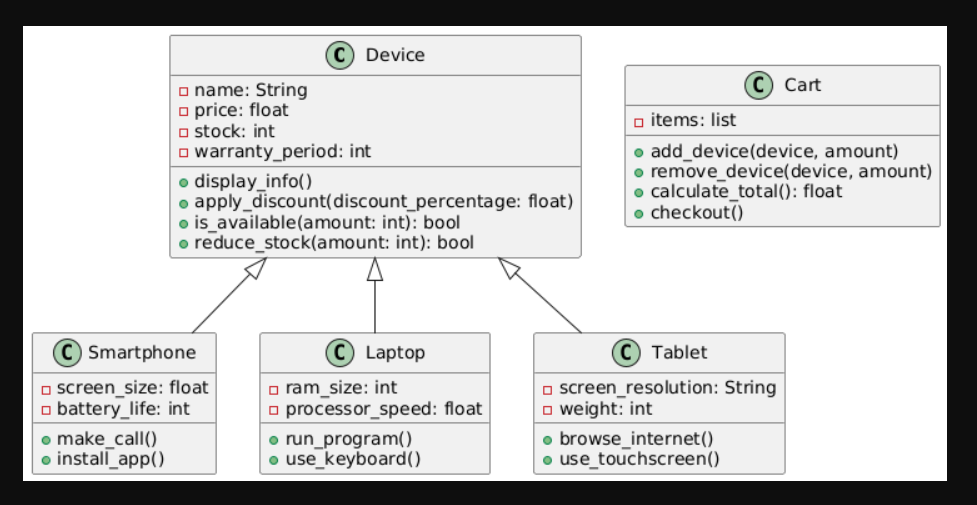 C Device
name: String
price: float
stock: int
warranty_period: int
display_info()
apply_discount(discount_percentage: float)
is_available(amount: int): bool
reduce_stock(amount: int): bool
C Cart
items: list
add_device(device, amount)
remove_device(device, amount)
calculate_total(): float
checkout()
C Smartphone
screen_size: float
battery_life: int
make_call()
install_app()
C Laptop
ram_size: int
processor_speed: float
run_program()
use_keyboard()
C Tablet
screen_resolution: String
weight: int
browse_internet()
use_touchscreen()